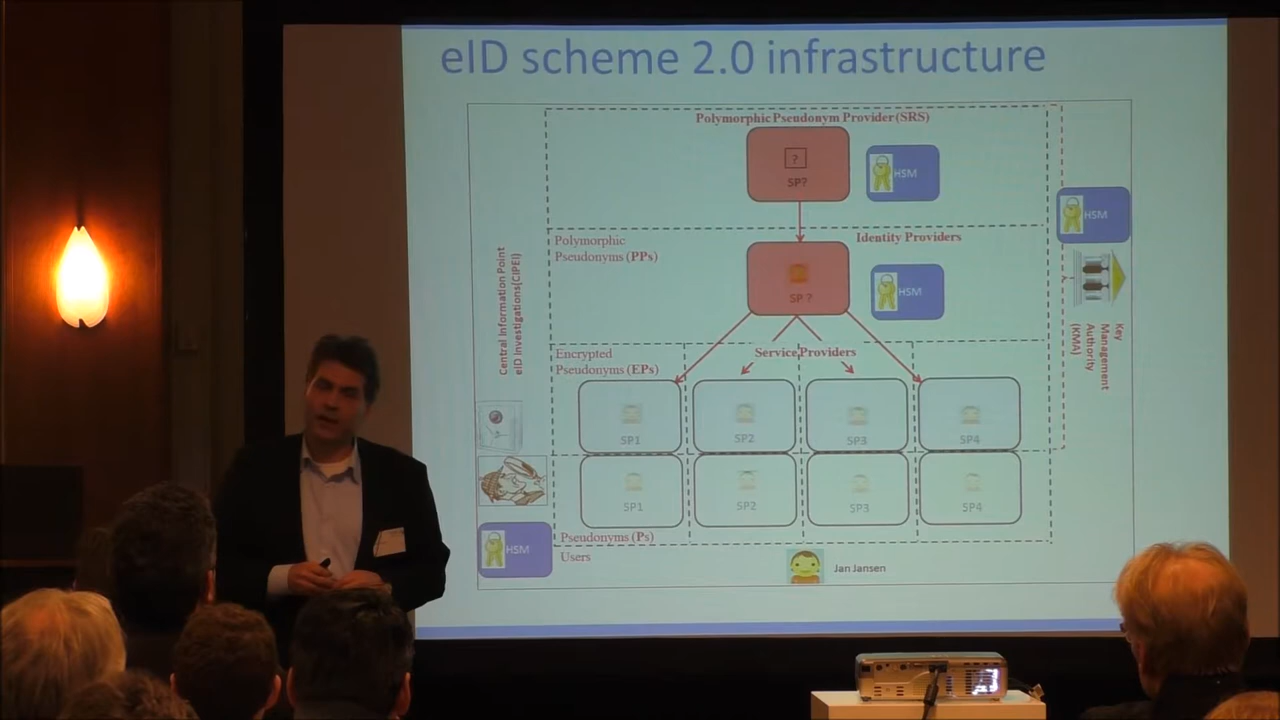 eID scheme 2.0 infrastructure
Polymorphic Pseudonym Provider (SRS)
?
SP?
HSM
HSM
Polymorphic
Pseudonyms (PPs)
Identity Providers
SP ?
HSM
Central Information Point
eID Investigations(CIPEI)
Key
Management
Authority
(KMA)
Encrypted
Pseudonyms (EPs)
Service Providers
SP1
SP2
SP3
SP4
SP1
SP2
SP3
SP4
HSM
Pseudonyms (Ps)
Users
Jan Jansen